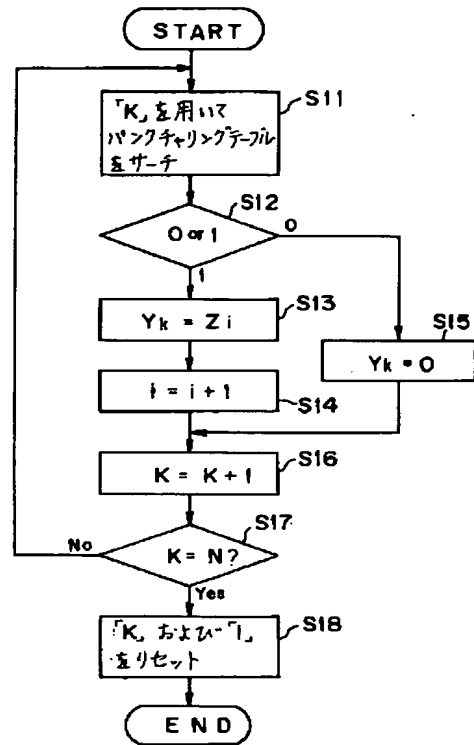 START
「K」を用いて
パンクチャリングテーブル
をサーチ
S11
S12
0 or 1
0
1
S13
Yk = Zi
S15
Yk = 0
i = i + 1
S14
S16
K = K + 1
S17
No
K = N?
Yes
「K」および「i」
をリセット
S18
END